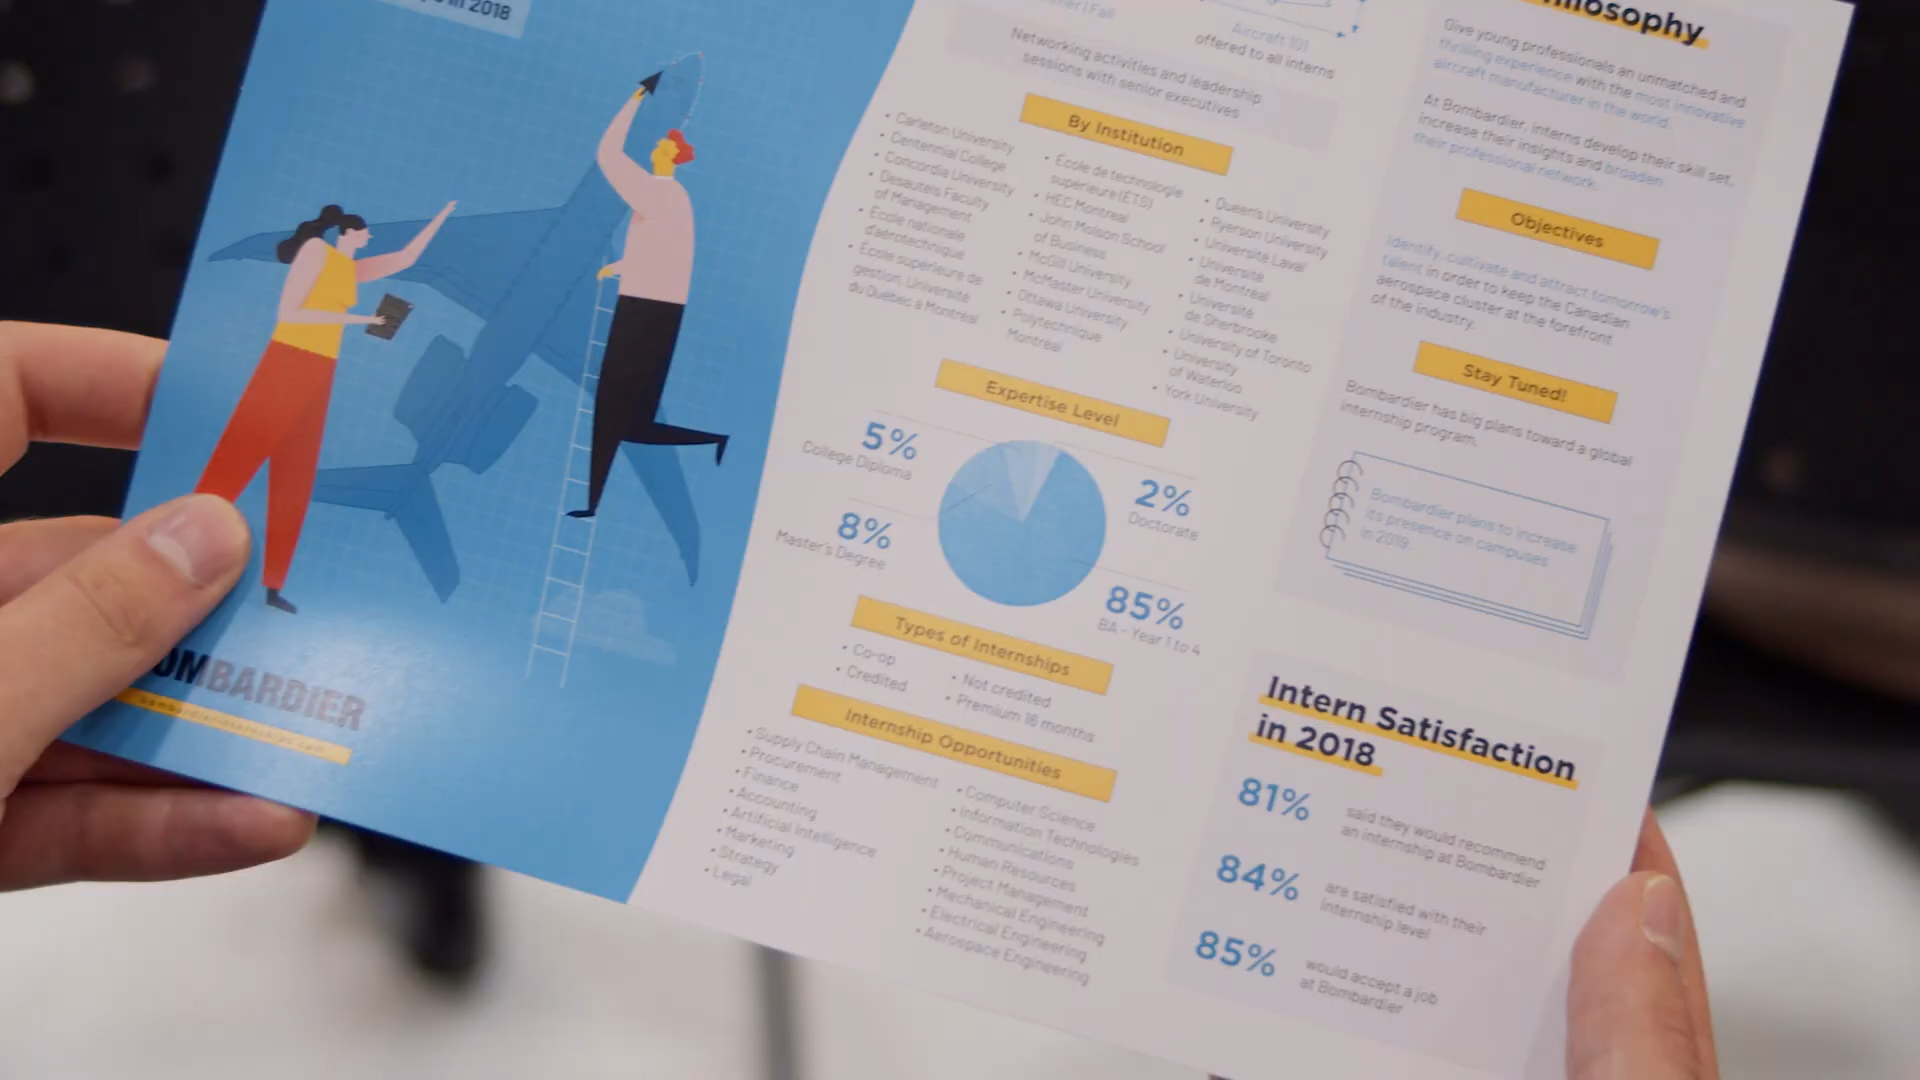 in 2018
OMBARDIER
Fall
Networking activities and leadership
sessions with senior executives
Aircraft 101
offered to all interns
By Institution
• Carleton University
• Centennial College
• Concordia University
• Desautels Faculty
of Management
• École nationale
d'aérotechnique
• École supérieure de
gestion, Université
du Québec à Montréal
• École de technologie
supérieure (ÉTS)
• HEC Montréal
• John Molson School
of Business
• McGill University
• McMaster University
• Ottawa University
• Polytechnique
Montréal
• Queen's University
• Ryerson University
• Université Laval
• Université
de Montréal
• Université
de Sherbrooke
• University of Toronto
• University
of Waterloo
• York University
Expertise Level
5%
College Diploma
8%
Master's Degree
2%
Doctorate
85%
BA - Year 1 to 4
Types of Internships
• Co-op
• Credited
• Not credited
• Premium 16 months
Internship Opportunities
• Supply Chain Management
• Procurement
• Finance
• Accounting
• Artificial Intelligence
• Marketing
• Strategy
• Legal
• Computer Science
• Information Technologies
• Communications
• Human Resources
• Project Management
• Mechanical Engineering
• Electrical Engineering
• Aerospace Engineering
ilosophy
Give young professionals an unmatched and
thrilling experience with the most innovative
aircraft manufacturer in the world.
At Bombardier, interns develop their skill set,
increase their insights and broaden
their professional network.
Objectives
Identify, cultivate and attract tomorrow's
talent in order to keep the Canadian
aerospace cluster at the forefront
of the industry.
Stay Tuned!
Bombardier has big plans toward a global
internship program.
Bombardier plans to increase
its presence on campuses
in 2019.
Intern Satisfaction
in 2018
81%
said they would recommend
an internship at Bombardier
84%
are satisfied with their
internship level
85%
would accept a job
at Bombardier